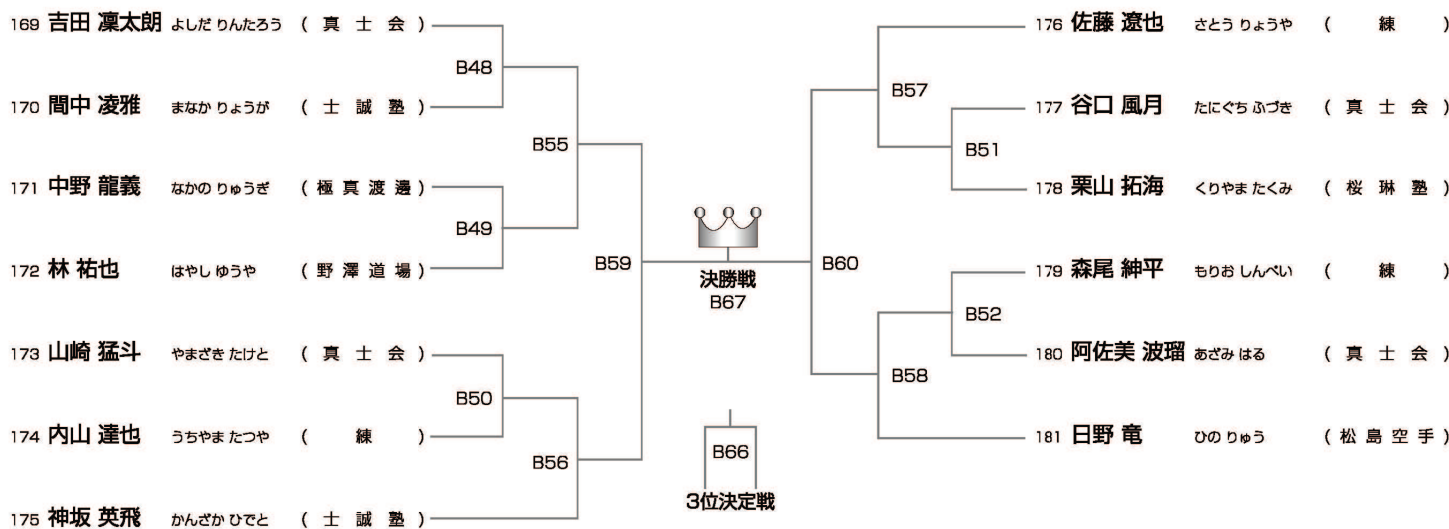 169 吉田 凜太朗 よしだ りんたろう ( 真 士 会 )
B48
170 間中 凌雅 まなか りょうが ( 士 誠 塾 )
B55
171 中野 龍義 なかの りゅうぎ ( 極 真 渡 邊 )
B49
172 林 祐也 はやし ゆうや ( 野 澤 道 場 )
B59
173 山崎 猛斗 やまざき たけと ( 真 士 会 )
B50
174 内山 達也 うちやま たつや ( 練 )
B56
175 神坂 英飛 かんざか ひでと ( 士 誠 塾 )
決勝戦
B67
B66
3位決定戦
176 佐藤 遼也 さとう りょうや ( 練 )
B57
177 谷口 風月 たにぐち ふづき ( 真 士 会 )
B51
178 栗山 拓海 くりやま たくみ ( 桜 琳 塾 )
B60
179 森尾 紳平 もりお しんぺい ( 練 )
B52
180 阿佐美 波瑠 あざみ はる ( 真 士 会 )
B58
181 日野 竜 ひの りゅう ( 松 島 空 手 )